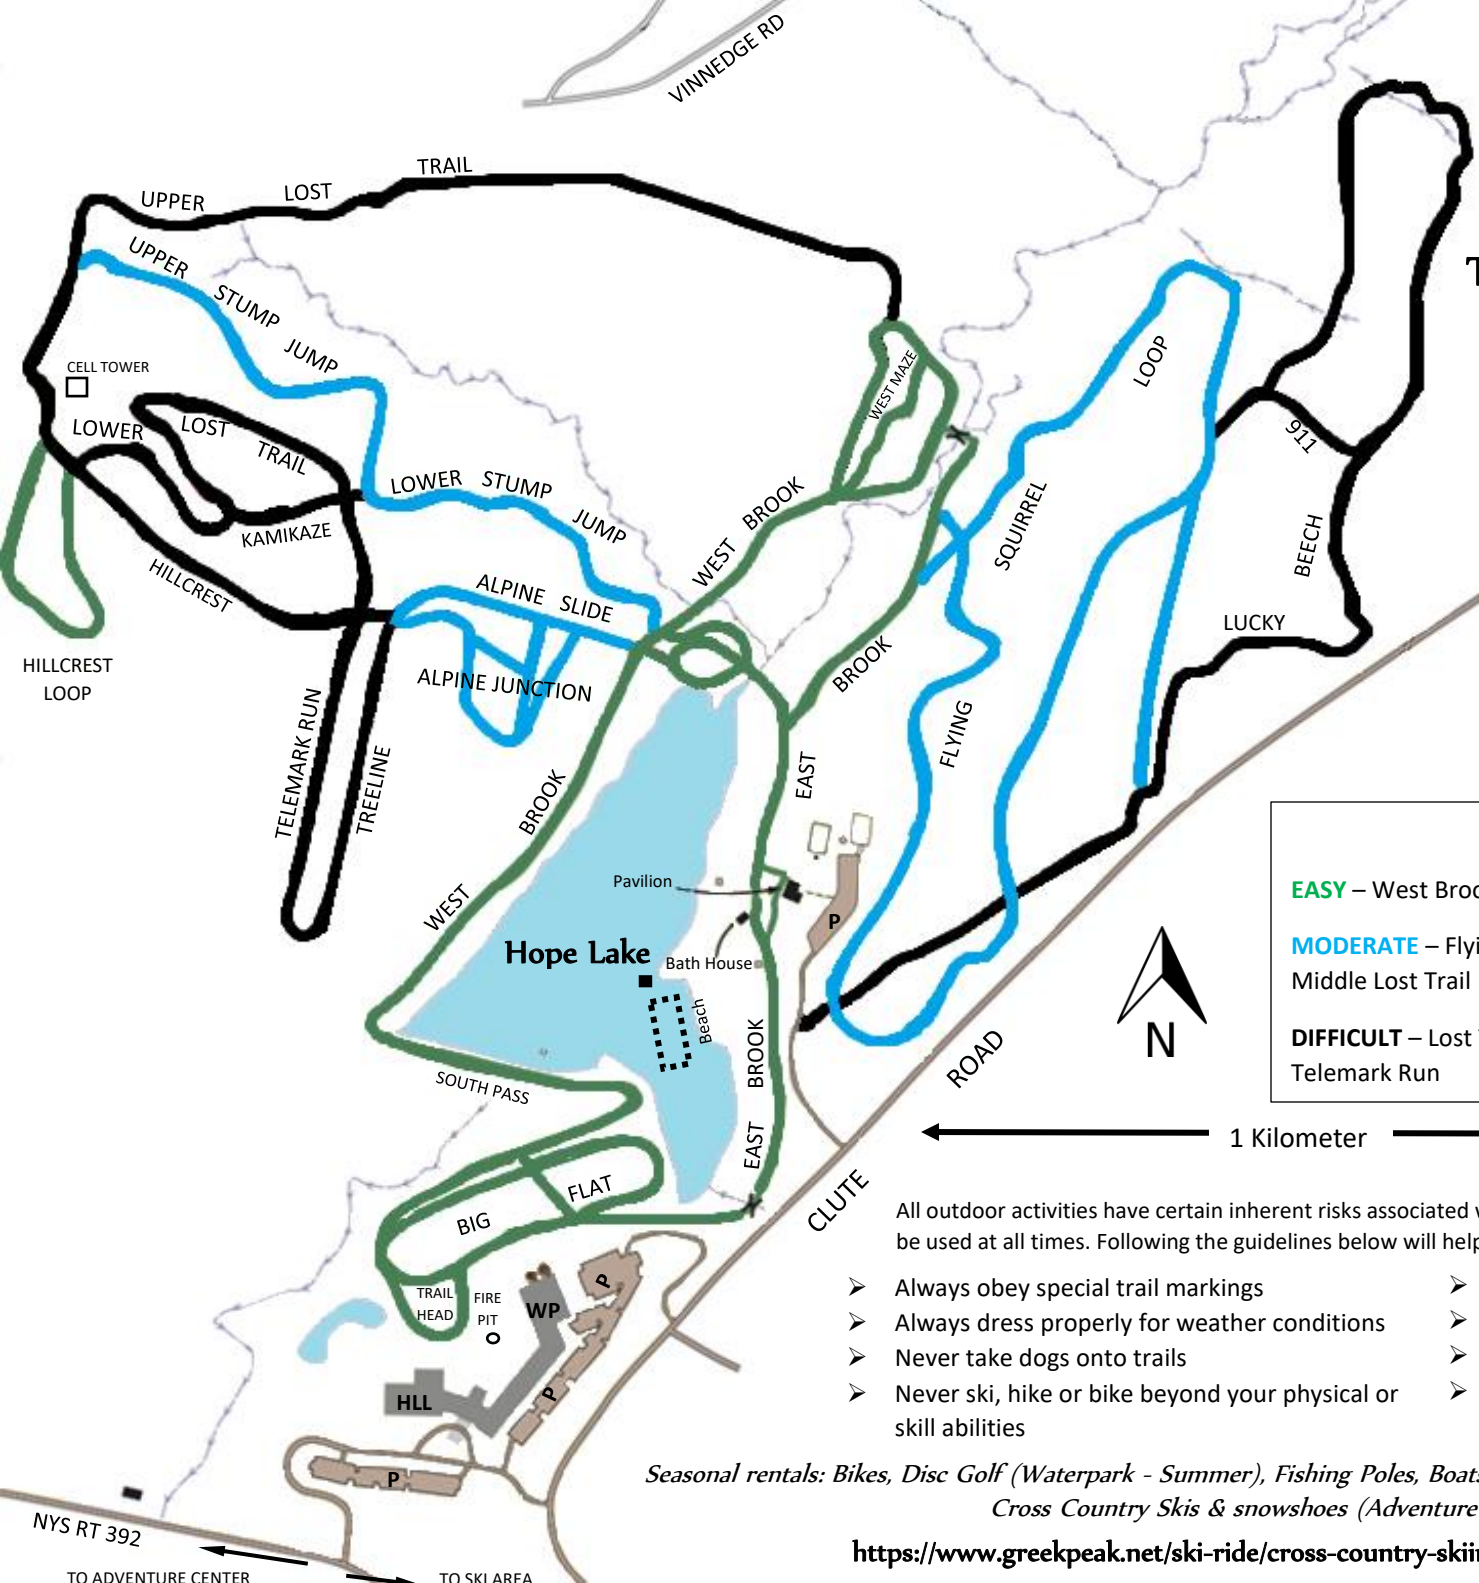 VINNEDGE RD
UPPER LOST TRAIL
UPPER STUMP JUMP
CELL TOWER
LOWER LOST TRAIL
KAMIKAZE
LOWER STUMP JUMP
HILLCREST
HILLCREST
LOOP
ALPINE SLIDE
ALPINE JUNCTION
TELEMARK RUN
TREELINE
WEST MAZE
WEST BROOK
WEST BROOK
EAST BROOK
FLYING SQUIRREL LOOP
911
LUCKY BEECH
Pavilion
P
Hope Lake
Bath House
Beach
EAST BROOK
SOUTH PASS
BIG FLAT
TRAIL
HEAD
FIRE
PIT
WP
P
P
HLL
P
CLUTE ROAD
N
NYS RT 392
TO ADVENTURE CENTER
TO SKI AREA
EASY – West Broo
MODERATE – Flyi
Middle Lost Trail
DIFFICULT – Lost
Telemark Run
1 Kilometer
All outdoor activities have certain inherent risks associated
be used at all times. Following the guidelines below will help
➢ Always obey special trail markings
➢ Always dress properly for weather conditions
➢ Never take dogs onto trails
➢ Never ski, hike or bike beyond your physical or
skill abilities
Seasonal rentals: Bikes, Disc Golf (Waterpark - Summer), Fishing Poles, Boats
Cross Country Skis & snowshoes (Adventure
https://www.greekpeak.net/ski-ride/cross-country-skii